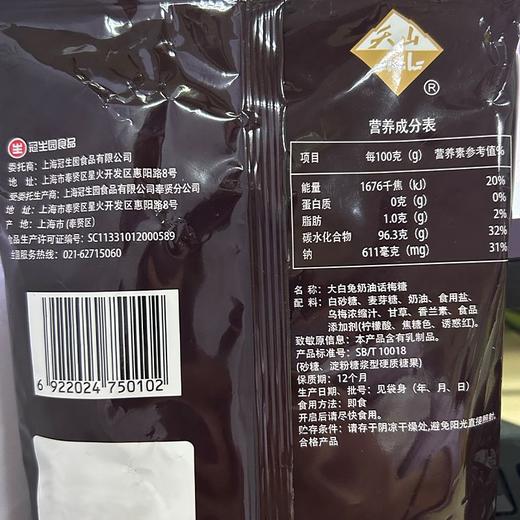 生 冠生园食品
委托商：上海冠生园食品有限公司
地 址：上海市奉贤区星火开发区惠阳路8号
受委托生产商：上海冠生园食品有限公司奉贤分公司
地 址：上海市奉贤区星火开发区惠阳路8号
产 地：上海市(奉贤区)
食品生产许可证编号：SC11331012000589
服务热线：021-62715060
6 922024 750102
天山
®
营养成分表
项目 每100克（g） 营养素参考值%
能量 1676千焦（kJ） 20%
蛋白质 0克（g） 0%
脂肪 1.0克（g） 2%
碳水化合物 96.3克（g） 32%
钠 611毫克（mg） 31%
名称：大白兔奶油话梅糖
配料：白砂糖、麦芽糖、奶油、食用盐、
乌梅浓缩汁、甘草、香兰素、食品
添加剂(柠檬酸、焦糖色、诱惑红)。
致敏原信息：本产品含有乳制品。
产品标准号：SB/T 10018
(砂糖、淀粉糖浆型硬质糖果)
保质期：12个月
生产日期、批号：见袋身（年、月、日）
食用方法：即食
开启后请尽快食用。
贮存条件：请存于阴凉干燥处,避免阳光直接照射。
合格产品